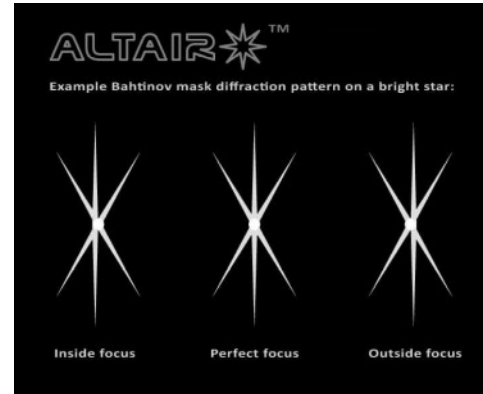 ALTAIR™
Example Bahtinov mask diffraction pattern on a bright star:
Inside focus
Perfect focus
Outside focus